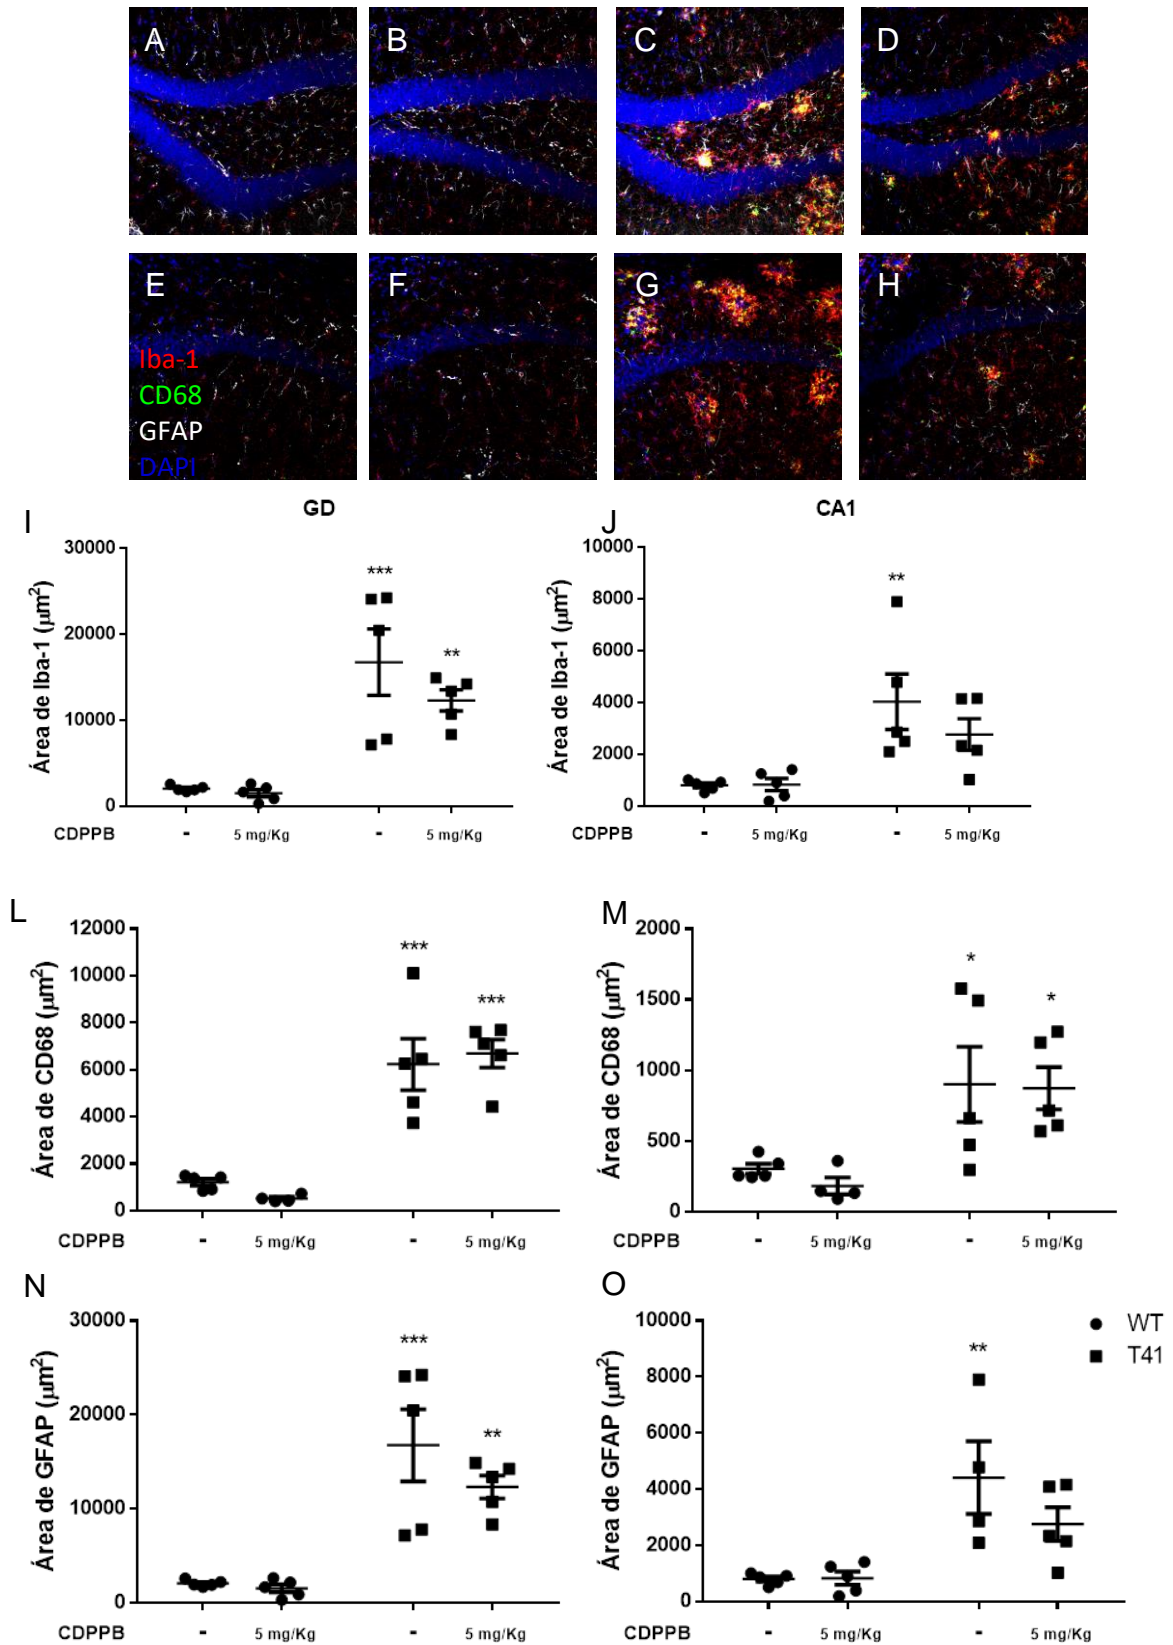 A B C D
E F G H
Iba-1
CD68
GFAP
DAPI
GD CA1
I
Área de Iba-1 (μm²)
30000
20000
10000
0
***
**
CDPPB - 5 mg/Kg - 5 mg/Kg
J
Área de Iba-1 (μm²)
10000
8000
6000
4000
2000
0
**
CDPPB - 5 mg/Kg - 5 mg/Kg
L
Área de CD68 (μm²)
12000
10000
8000
6000
4000
2000
0
***
***
CDPPB - 5 mg/Kg - 5 mg/Kg
M
Área de CD68 (μm²)
2000
1500
1000
500
0
*
*
CDPPB - 5 mg/Kg - 5 mg/Kg
N
Área de GFAP (μm²)
30000
20000
10000
0
***
**
CDPPB - 5 mg/Kg - 5 mg/Kg
O
Área de GFAP (μm²)
10000
8000
6000
4000
2000
0
**
CDPPB - 5 mg/Kg - 5 mg/Kg
WT
T41